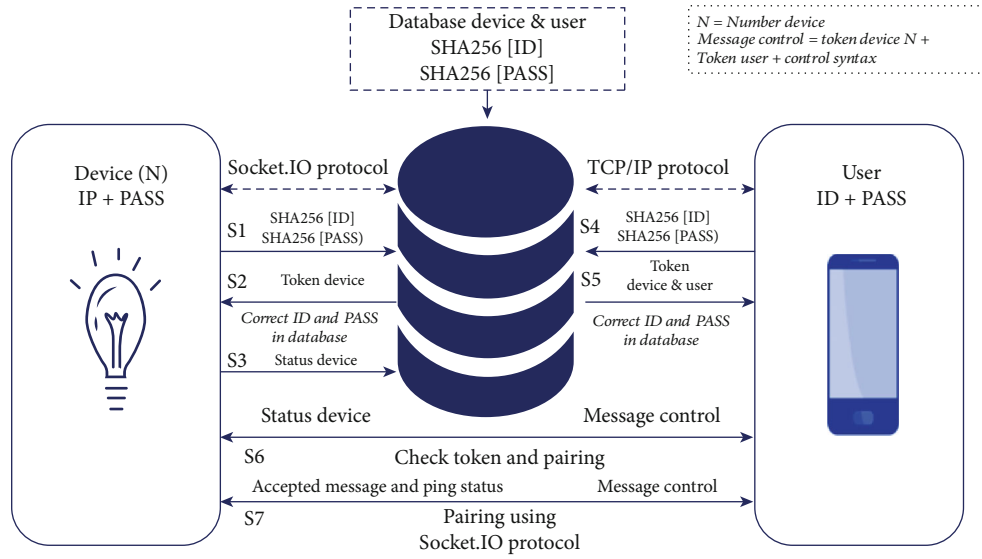 Database device & user
SHA256 [ID]
SHA256 [PASS]
N = Number device
Message control = token device N +
Token user + control syntax
Device (N)
IP + PASS
Socket.IO protocol
TCP/IP protocol
User
ID + PASS
S1
SHA256 [ID]
SHA256 [PASS)
S4
SHA256 [ID]
SHA256 [PASS)
S2
Token device
S5
Token
device & user
Correct ID and PASS
in database
Correct ID and PASS
in database
S3
Status device
Status device
Message control
S6
Check token and pairing
Accepted message and ping status
Message control
S7
Pairing using
Socket.IO protocol